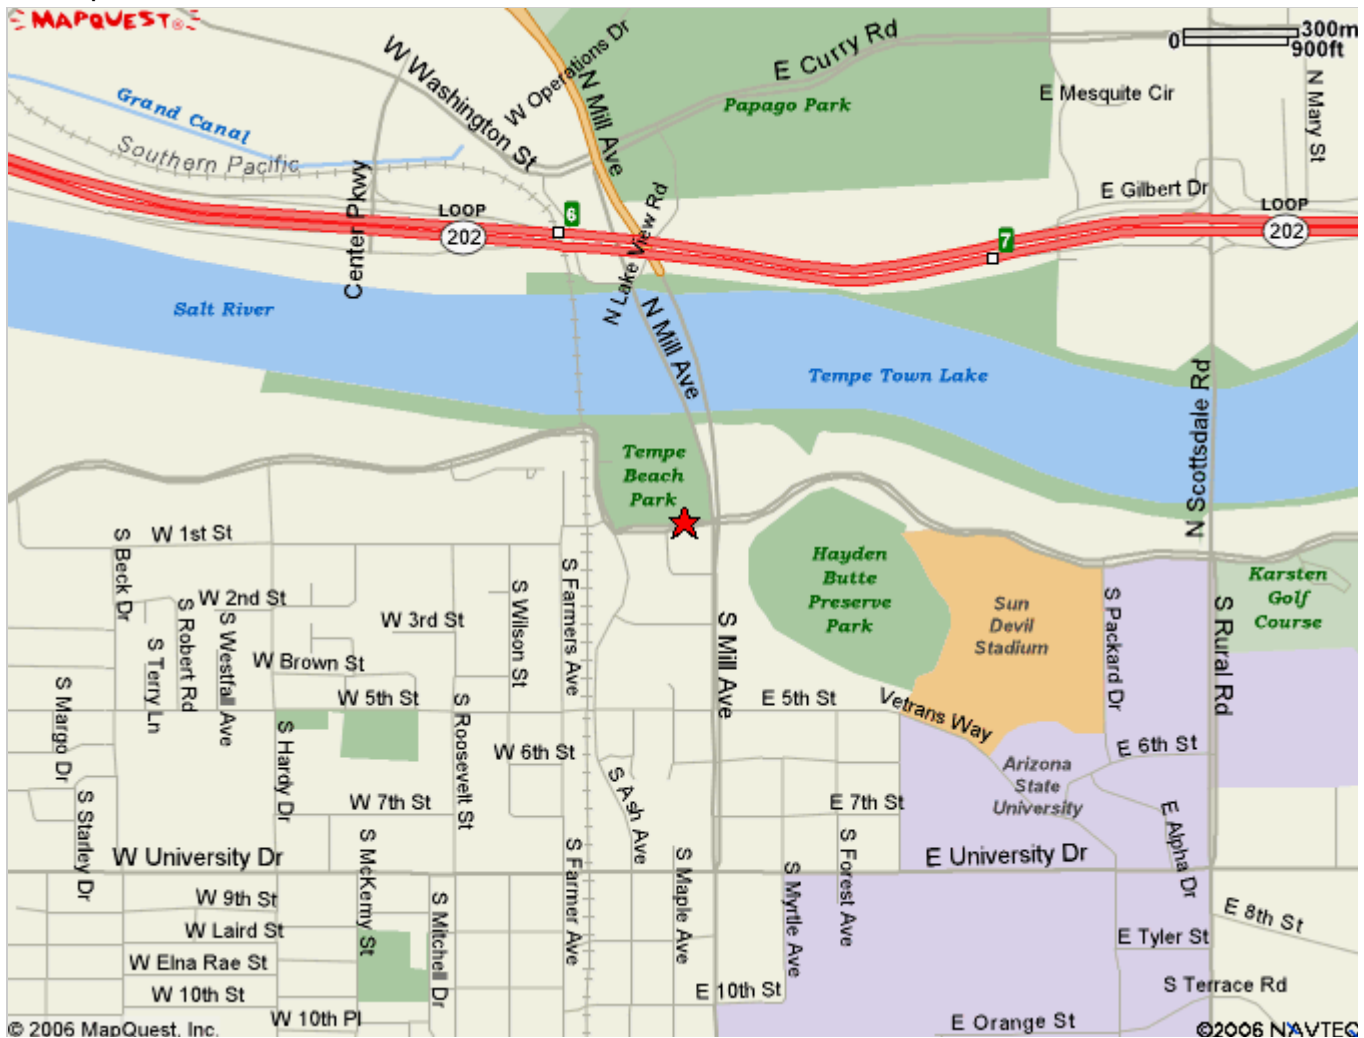 MAPQUEST®
300m
0
900ft
W Washington St
W Operations Dr
N Mill Ave
E Curry Rd
Papago Park
E Mesquite Cir
N Mary St
Grand Canal
Southern Pacific
Center Pkwy
LOOP
202
6
N Lake View Rd
7
E Gilbert Dr
LOOP
202
Salt River
N Mill Ave
Tempe Town Lake
N Scottsdale Rd
Tempe
Beach
Park
Hayden
Butte
Preserve
Park
Sun
Devil
Stadium
Karsten
Golf
Course
W 1st St
S Beck Dr
W 2nd St
S Robert Rd
S Terry Ln
S Westfall Ave
W 3rd St
S Wilson St
S Farmers Ave
W Brown St
W 5th St
S Margo Dr
S Hardy Dr
S Roosevelt St
W 6th St
S Mill Ave
E 5th St
Vetrans Way
S Packard Dr
S Rural Rd
E 6th St
Arizona
State
University
S Starley Dr
W 7th St
S Ash Ave
E 7th St
E Alpha Dr
W University Dr
E University Dr
S McKemy St
S Farmer Ave
S Maple Ave
S Myrtle Ave
S Forest Ave
W 9th St
S Mitchell Dr
E 8th St
W Laird St
E Tyler St
W Elna Rae St
W 10th St
E 10th St
S Terrace Rd
W 10th Pl
E Orange St
© 2006 MapQuest, Inc.
©2006 NAVTEQ